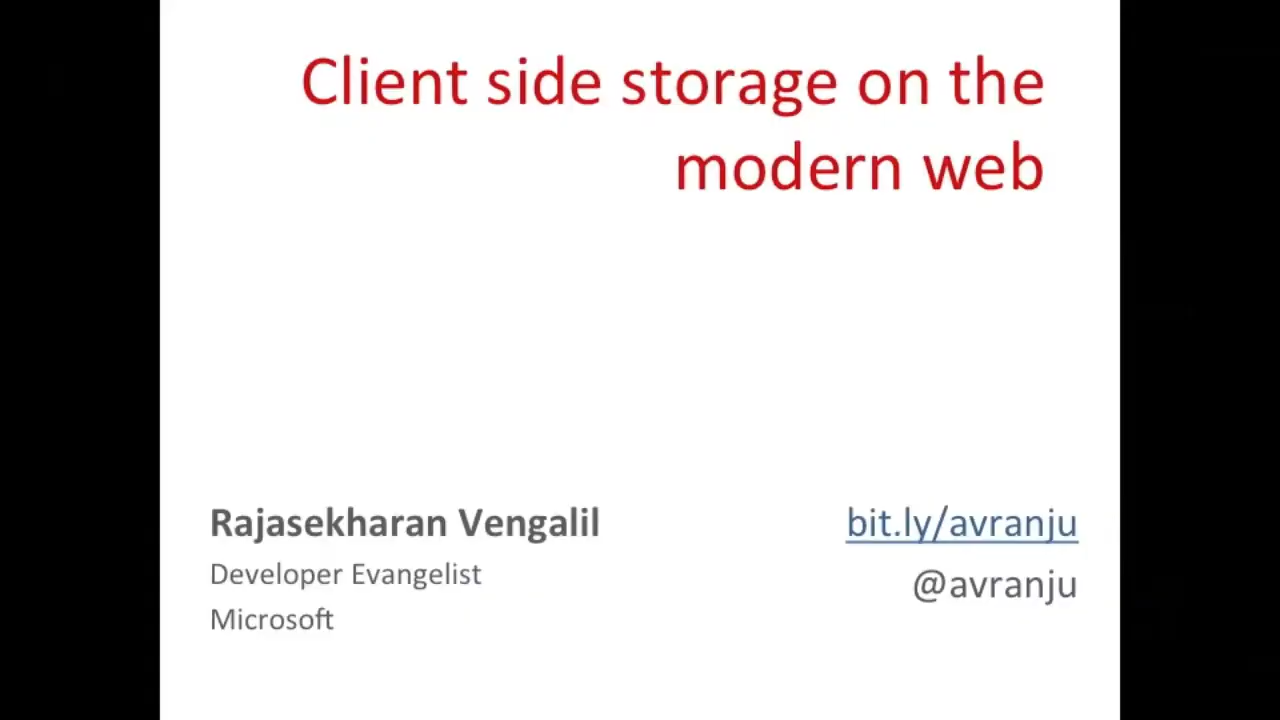 Client side storage on the
modern web
Rajasekharan Vengalil
Developer Evangelist
Microsoft
bit.ly/avranju
@avranju